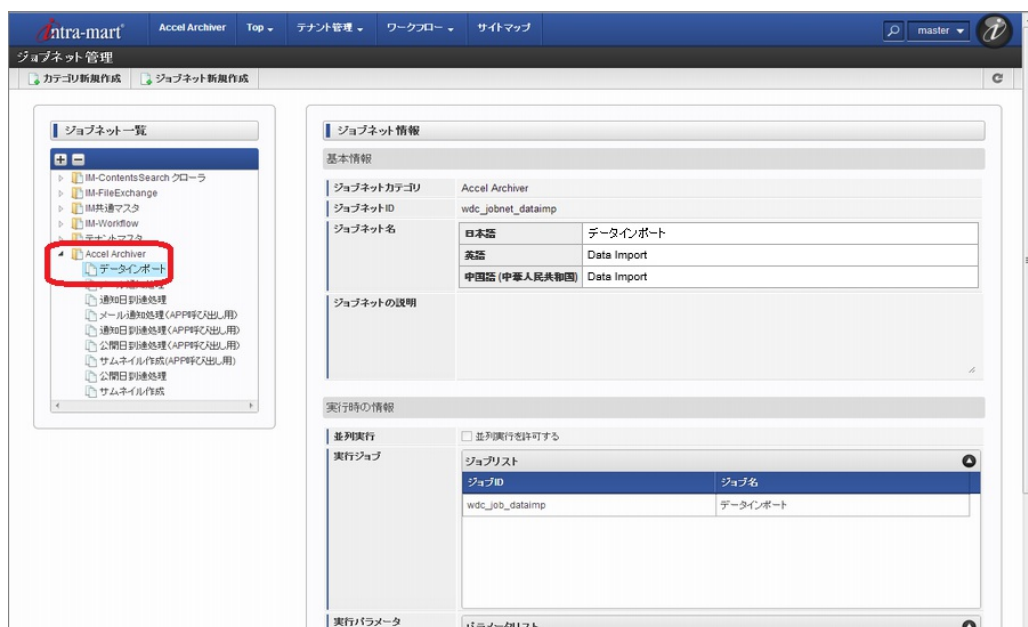 intra-mart
Accel Archiver Top テナント管理 ワークフロー サイトマップ
master
ジョブネット管理
カテゴリ新規作成 ジョブネット新規作成
ジョブネット一覧
IM-ContentsSearch クローラ
IM-FileExchange
IM共通マスタ
IM-Workflow
テナントマスタ
Accel Archiver
データインポート
通知日到達処理
メール通知処理(APP呼び出し用)
通知日到達処理(APP呼び出し用)
公開日到達処理(APP呼び出し用)
サムネイル作成(APP呼び出し用)
公開日到達処理
サムネイル作成
ジョブネット情報
基本情報
ジョブネットカテゴリ Accel Archiver
ジョブネットID wdc_jobnet_dataimp
ジョブネット名 日本語 データインポート
英語 Data Import
中国語 (中華人民共和国) Data Import
ジョブネットの説明
実行時の情報
並列実行 並列実行を許可する
実行ジョブ ジョブリスト
ジョブID ジョブ名
wdc_job_dataimp データインポート
実行パラメータ パラメータリスト